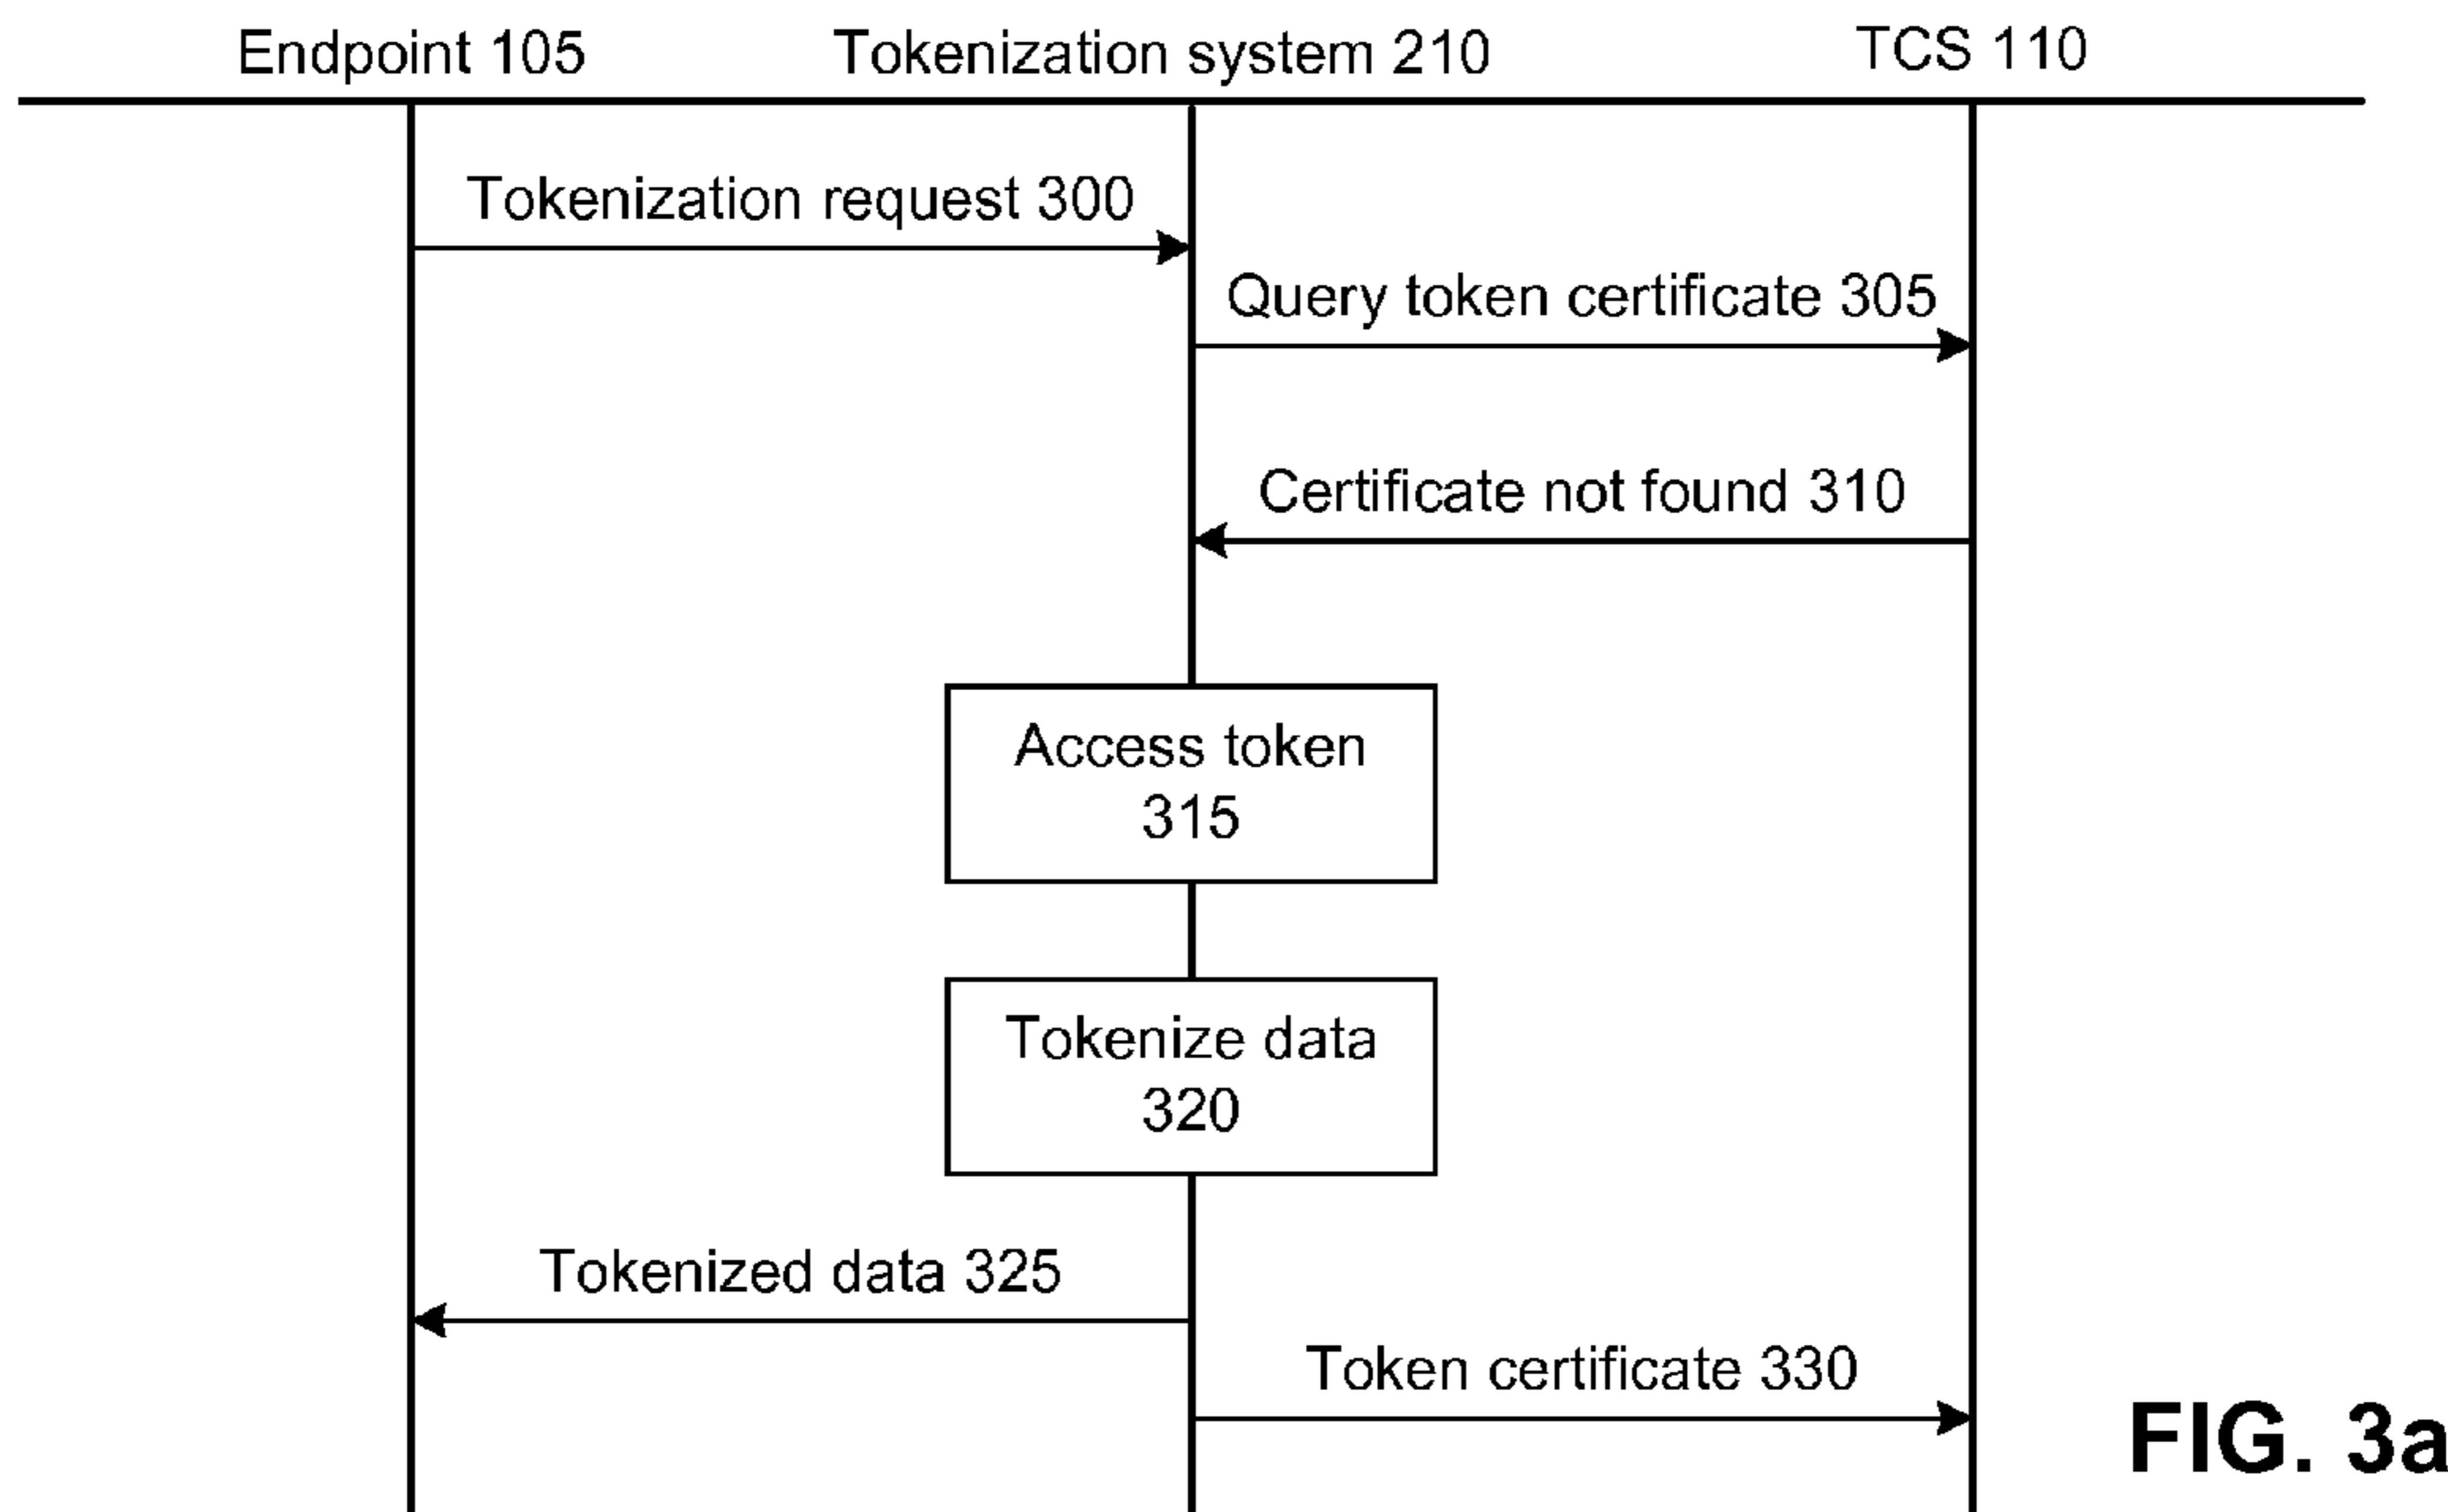 Endpoint 105
Tokenization system 210
TCS 110
Tokenization request 300
Query token certificate 305
Certificate not found 310
Access token
315
Tokenize data
320
Tokenized data 325
Token certificate 330
FIG. 3a